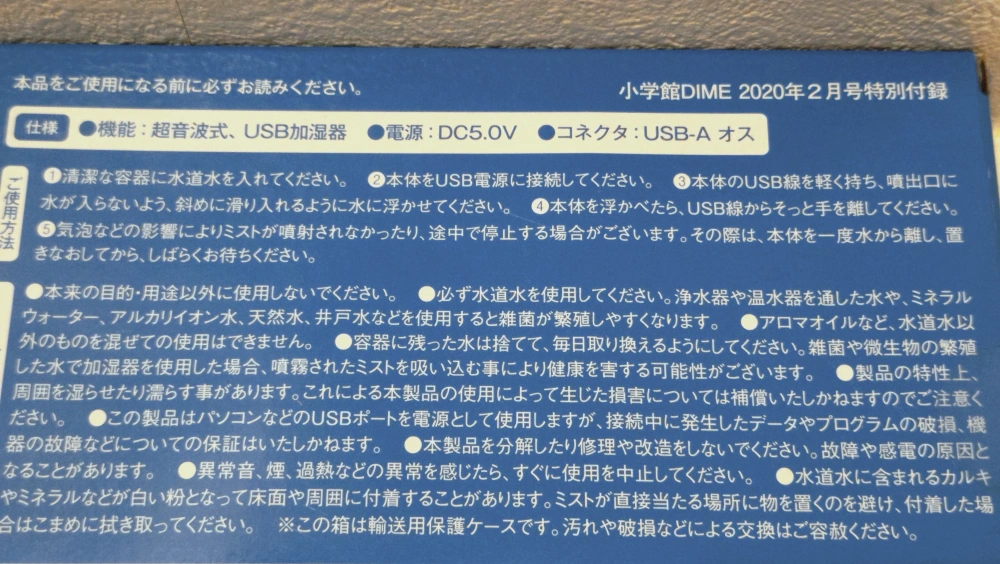 本品をご使用になる前に必ずお読みください。
小学館DIME 2020年2月号特別付録
仕様 ●機能:超音波式、USB加湿器 ●電源:DC5.0V ●コネクタ:USB-A オス
ご使用方法
①清潔な容器に水道水を入れてください。 ②本体をUSB電源に接続してください。 ③本体のUSB線を軽く持ち、噴出口に
水が入らないよう、斜めに滑り入れるように水に浮かせてください。 ④本体を浮かべたら、USB線からそっと手を離してください。
⑤気泡などの影響によりミストが噴射されなかったり、途中で停止する場合がございます。その際は、本体を一度水から離し、置
きなおしてから、しばらくお待ちください。
●本来の目的・用途以外に使用しないでください。 ●必ず水道水を使用してください。浄水器や温水器を通した水や、ミネラル
ウォーター、アルカリイオン水、天然水、井戸水などを使用すると雑菌が繁殖しやすくなります。 ●アロマオイルなど、水道水以
外のものを混ぜての使用はできません。 ●容器に残った水は捨てて、毎日取り換えるようにしてください。雑菌や微生物の繁殖
した水で加湿器を使用した場合、噴霧されたミストを吸い込む事により健康を害する可能性がございます。 ●製品の特性上、
周囲を湿らせたり濡らす事があります。これによる本製品の使用によって生じた損害については補償いたしかねますのでご注意く
ださい。 ●この製品はパソコンなどのUSBポートを電源として使用しますが、接続中に発生したデータやプログラムの破損、機
器の故障などについての保証はいたしかねます。 ●本製品を分解したり修理や改造をしないでください。故障や感電の原因と
なることがあります。 ●異常音、煙、過熱などの異常を感じたら、すぐに使用を中止してください。 ●水道水に含まれるカルキ
やミネラルなどが白い粉となって床面や周囲に付着することがあります。ミストが直接当たる場所に物を置くのを避け、付着した場
合はこまめに拭き取ってください。 ※この箱は輸送用保護ケースです。汚れや破損などによる交換はご容赦ください。